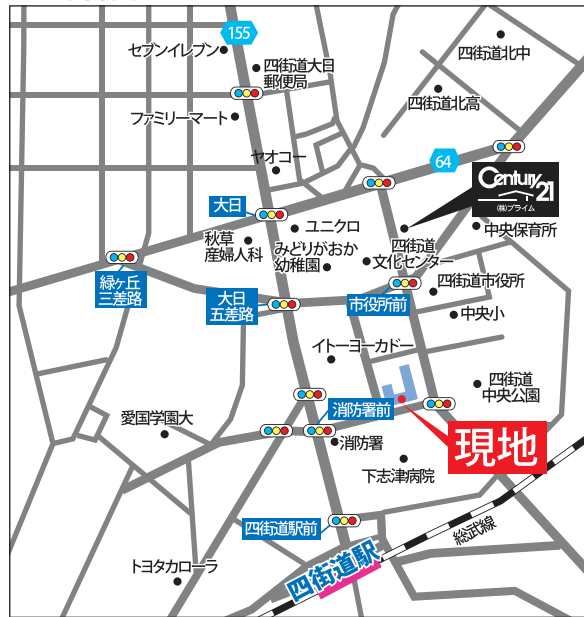 155
セブンイレブン
四街道大日
郵便局
四街道北中
四街道北高
ファミリーマート
ヤオコー
64
Century
21
(株)プライム
大日
ユニクロ
秋草
産婦人科
みどりがおか
幼稚園
四街道
文化センター
中央保育所
緑ヶ丘
三差路
大日
五差路
市役所前
四街道市役所
中央小
イトーヨーカドー
四街道
中央公園
愛国学園大
消防署前
消防署
現地
下志津病院
四街道駅前
総武線
四街道駅
トヨタカローラ